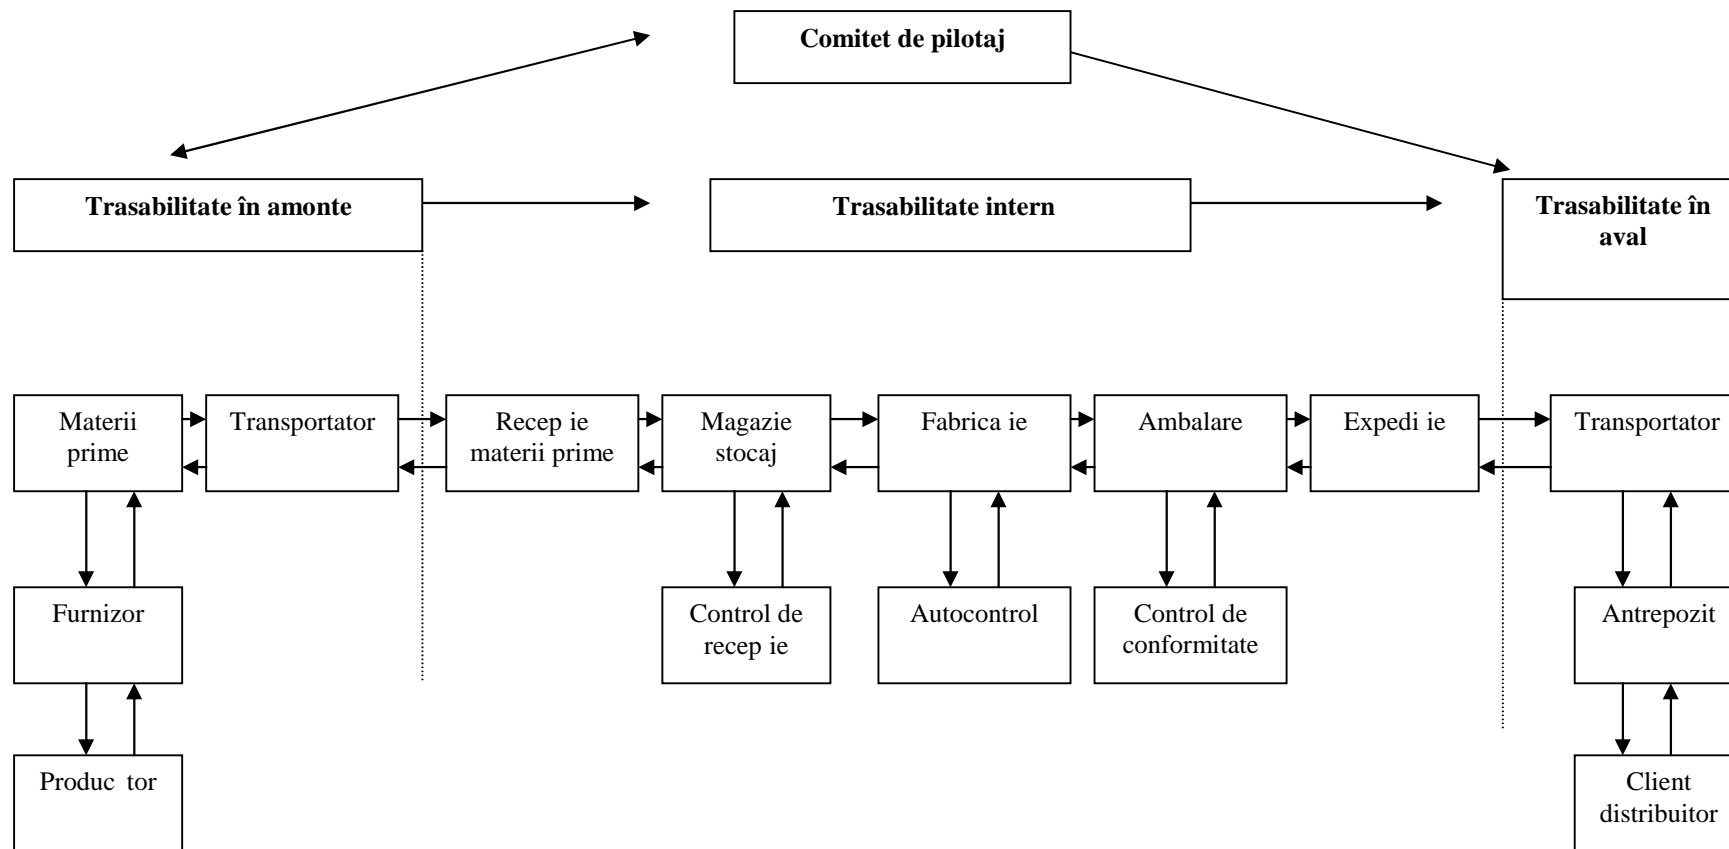 Comitet de pilotaj
Trasabilitate în amonte
Trasabilitate intern
Trasabilitate în
aval
Materii
prime
Transportator
Recep ie
materii prime
Magazie
stocaj
Fabrica ie
Ambalare
Expedi ie
Transportator
Furnizor
Control de
recep ie
Autocontrol
Control de
conformitate
Antrepozit
Produc tor
Client
distribuitor